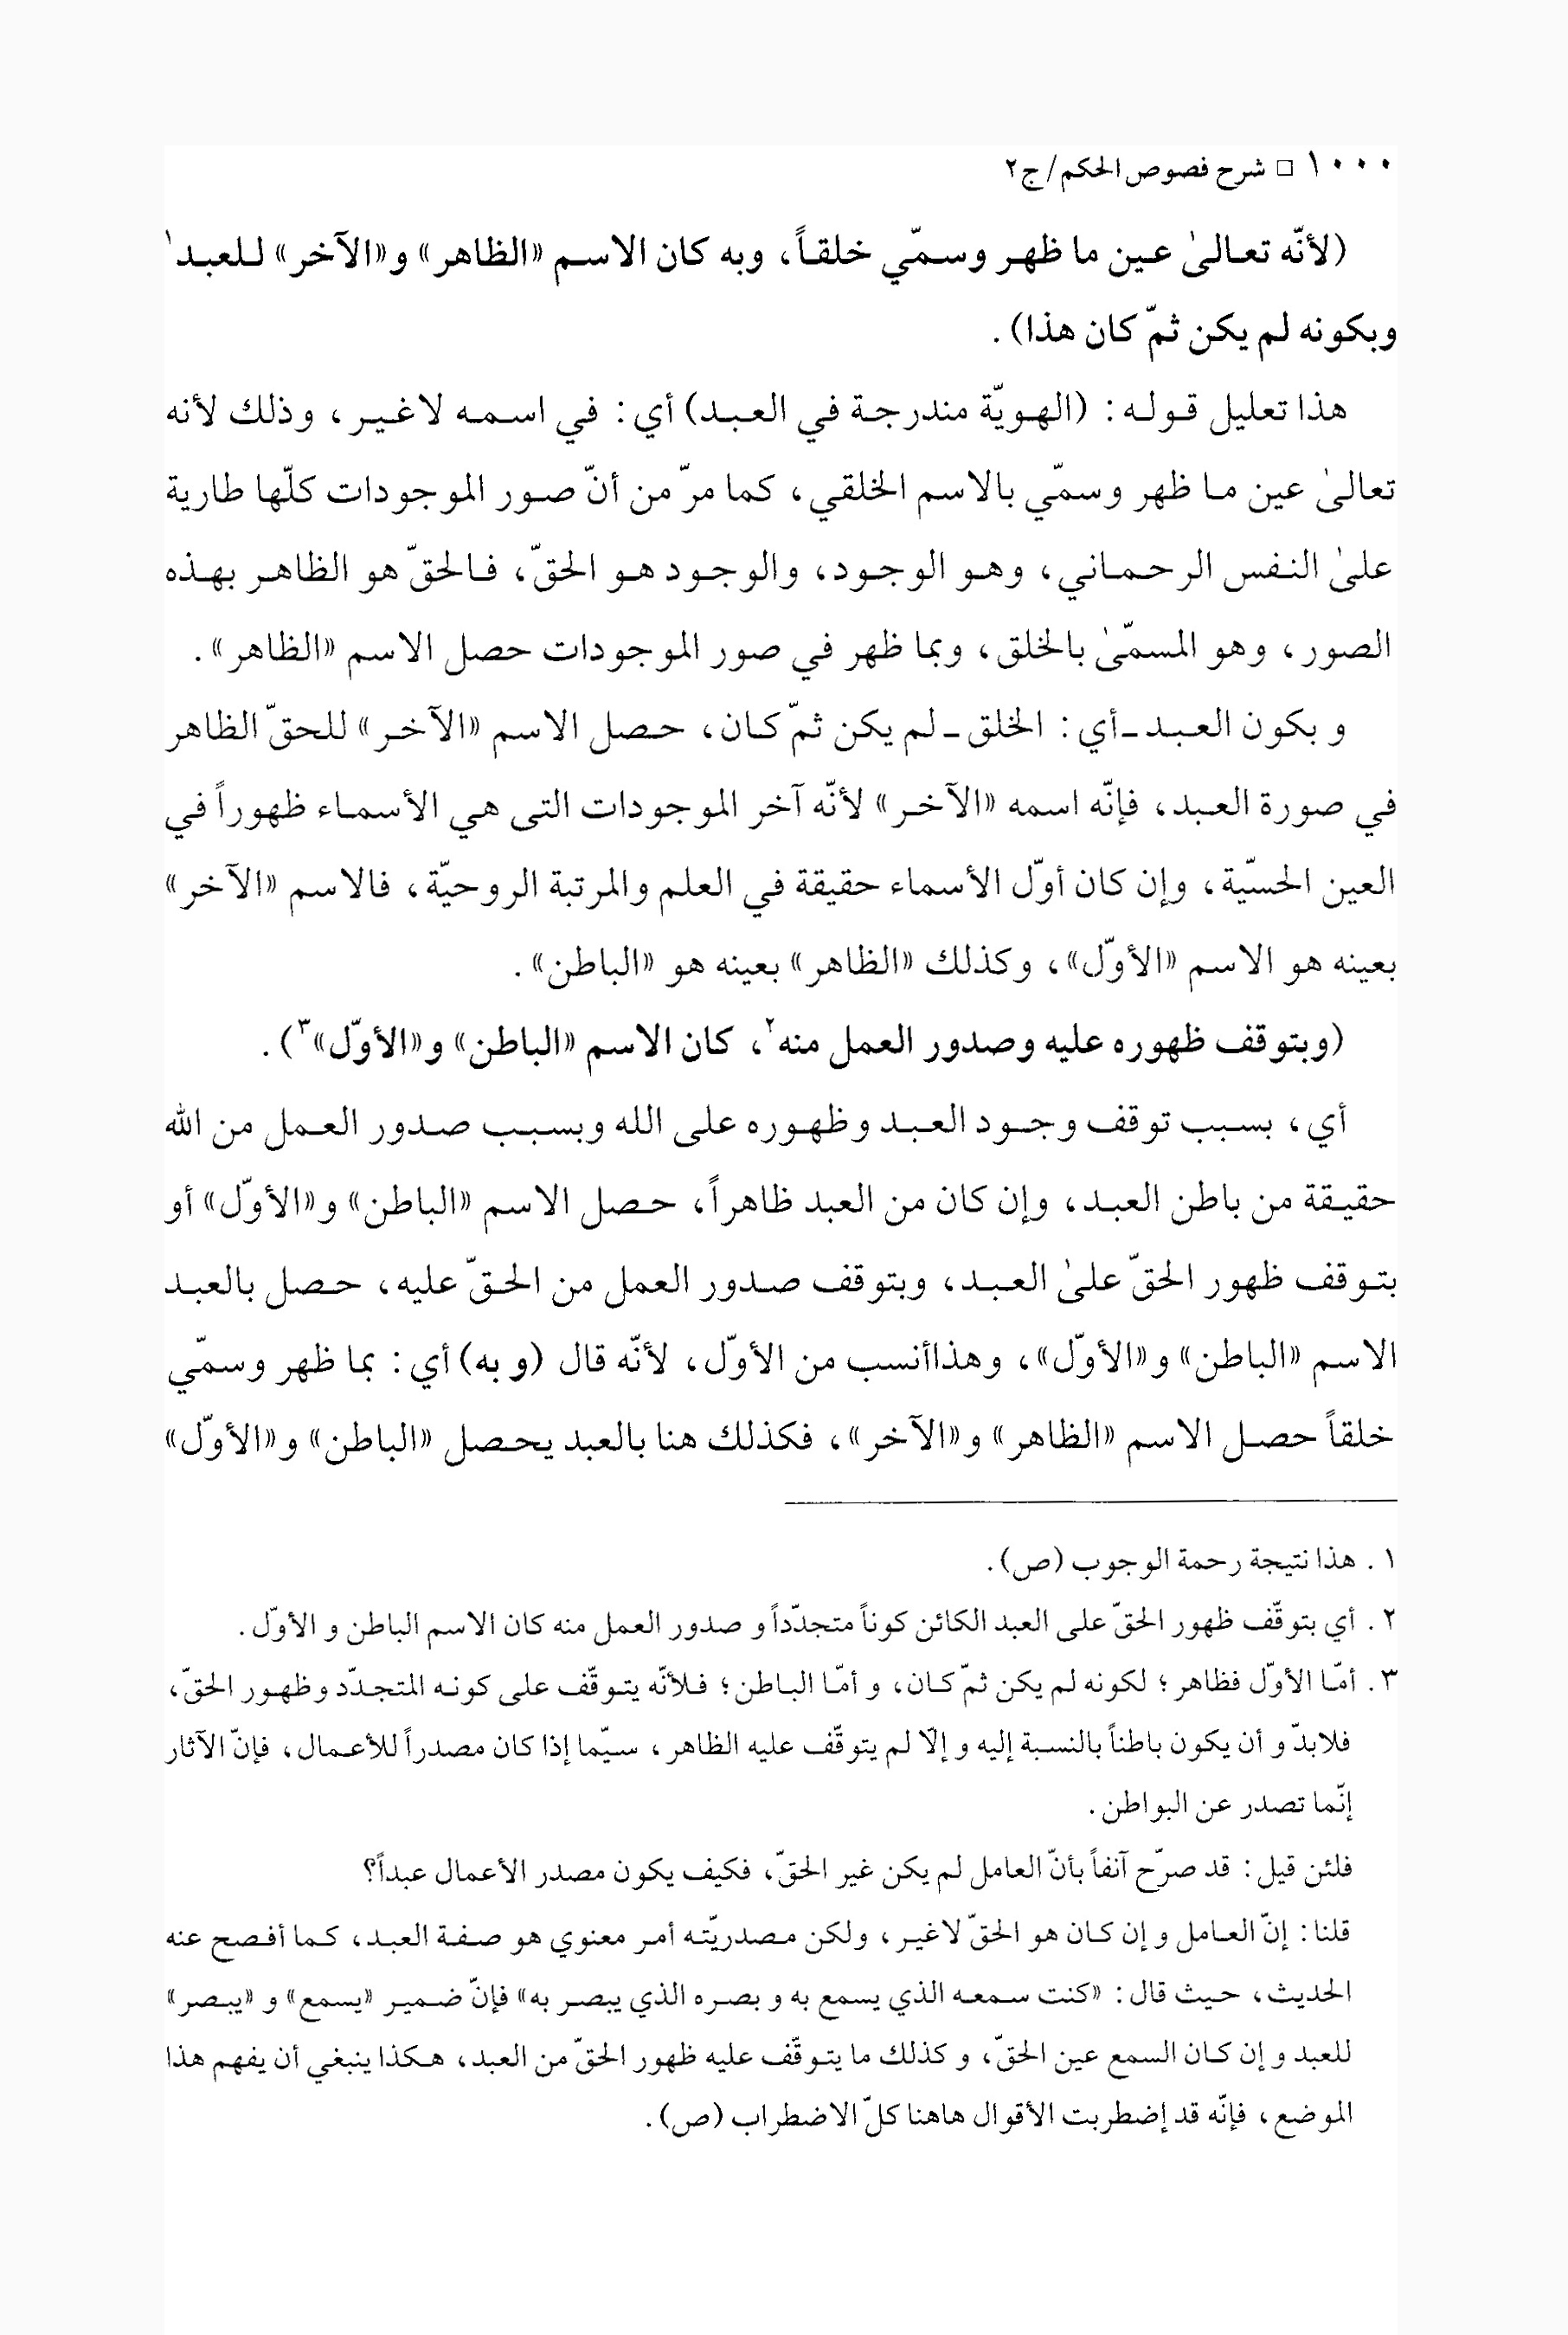 ١٠٠٠ □ شرح فصوص الحكم/ج٢
(لأنّه تعالىٰ عين ما ظهر وسمّي خلقاً، وبه كان الاسم «الظاهر» و«الآخر» للعبد١
وبكونه لم يكن ثمّ كان هذا).
هذا تعليل قوله: (الهويّة مندرجة في العبد) أي: في اسمه لاغير، وذلك لأنه
تعالىٰ عين ما ظهر وسمّي بالاسم الخلقي، كما مرّ من أنّ صور الموجودات كلّها طارية
علىٰ النفس الرحماني، وهو الوجود، والوجود هو الحقّ، فالحقّ هو الظاهر بهذه
الصور، وهو المسمّىٰ بالخلق، وبما ظهر في صور الموجودات حصل الاسم «الظاهر».
و بكون العبد ـ أي: الخلق ـ لم يكن ثمّ كان، حصل الاسم «الآخر» للحقّ الظاهر
في صورة العبد، فإنّه اسمه «الآخر» لأنّه آخر الموجودات التى هي الأسماء ظهوراً في
العين الحسّية، وإن كان أوّل الأسماء حقيقة في العلم والمرتبة الروحيّة، فالاسم «الآخر»
بعينه هو الاسم «الأوّل»، وكذلك «الظاهر» بعينه هو «الباطن».
(وبتوقف ظهوره عليه وصدور العمل منه٢، كان الاسم «الباطن» و«الأوّل»٣).
أي، بسبب توقف وجود العبد وظهوره على الله وبسبب صدور العمل من الله
حقيقة من باطن العبد، وإن كان من العبد ظاهراً، حصل الاسم «الباطن» و«الأوّل» أو
بتوقف ظهور الحقّ علىٰ العبد، وبتوقف صدور العمل من الحقّ عليه، حصل بالعبد
الاسم «الباطن» و«الأوّل»، وهذا أنسب من الأوّل، لأنّه قال (و به) أي: بما ظهر وسمّي
خلقاً حصل الاسم «الظاهر» و«الآخر»، فكذلك هنا بالعبد يحصل «الباطن» و«الأوّل»
١. هذا نتيجة رحمة الوجوب (ص).
٢. أي بتوقّف ظهور الحقّ على العبد الكائن كوناً متجدّداً و صدور العمل منه كان الاسم الباطن و الأوّل.
٣. أمّا الأوّل فظاهر؛ لكونه لم يكن ثمّ كان، و أمّا الباطن؛ فلأنّه يتوقّف على كونه المتجدّد وظهور الحقّ،
فلابدّ و أن يكون باطناً بالنسبة إليه و إلّا لم يتوقّف عليه الظاهر، سيّما إذا كان مصدراً للأعمال، فإنّ الآثار
إنّما تصدر عن البواطن.
فلئن قيل: قد صرّح آنفاً بأنّ العامل لم يكن غير الحقّ، فكيف يكون مصدر الأعمال عبداً؟
قلنا: إنّ العامل و إن كان هو الحقّ لاغير، ولكن مصدريّته أمر معنوي هو صفة العبد، كما أفصح عنه
الحديث، حيث قال: «كنت سمعه الذي يسمع به و بصره الذي يبصر به» فإنّ ضمير «يسمع» و «يبصر»
للعبد و إن كان السمع عين الحقّ، و كذلك ما يتوقّف عليه ظهور الحقّ من العبد، هكذا ينبغي أن يفهم هذا
الموضع، فإنّه قد إضطربت الأقوال هاهنا كلّ الاضطراب (ص).